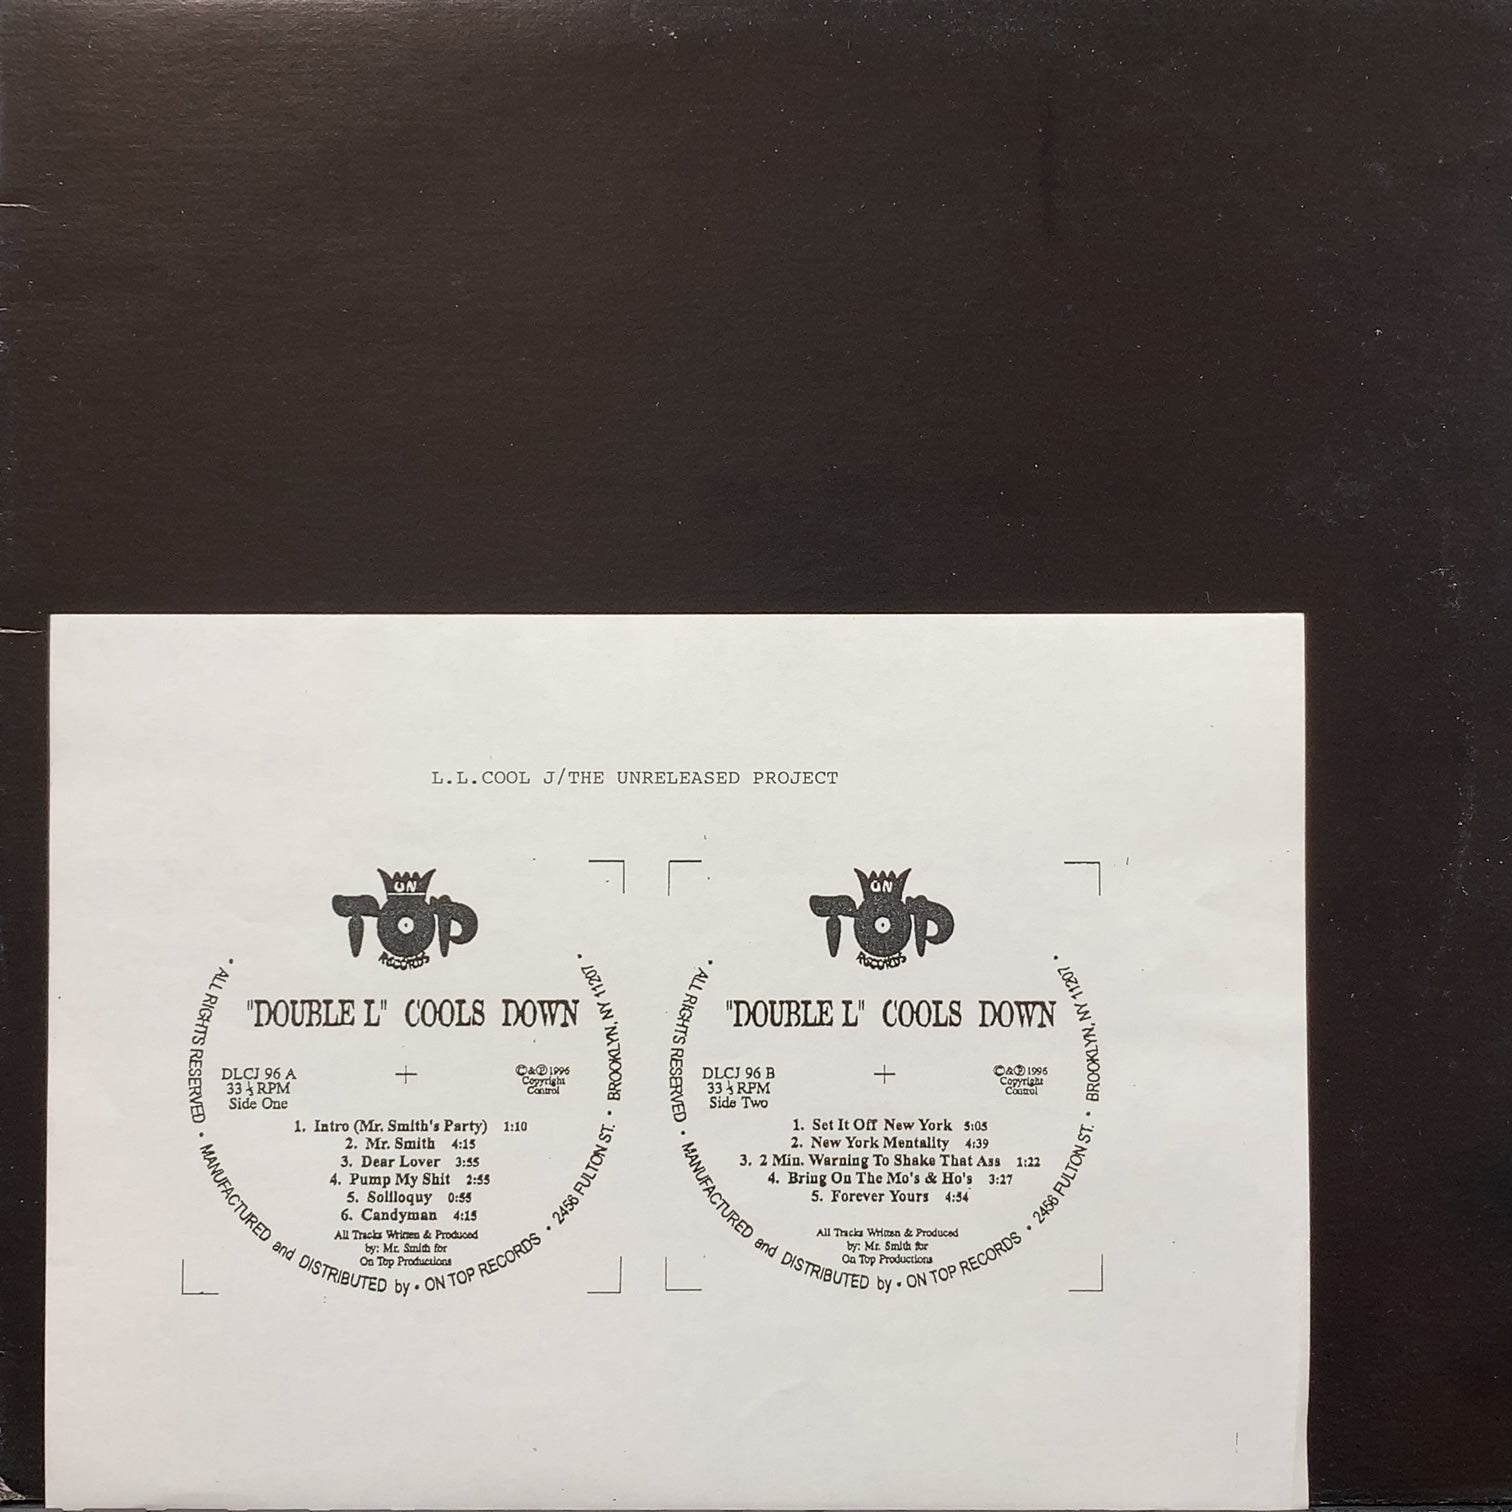 L.L.COOL J/THE UNRELEASED PROJECT
ON
TOP
RECORDS
"DOUBLE L" COOLS DOWN
DLCJ 96 A
33 ⅓ RPM
Side One
©&℗ 1996
Copyright
Control
1. Intro (Mr. Smith's Party) 1:10
2. Mr. Smith 4:15
3. Dear Lover 3:55
4. Pump My Shit 2:55
5. Soliloquy 0:55
6. Candyman 4:15
All Tracks Written & Produced
by: Mr. Smith for
On Top Productions
• ALL RIGHTS RESERVED • MANUFACTURED and DISTRIBUTED by • ON TOP RECORDS • 2456 FULTON ST. • BROOKLYN, NY 11207 •
ON
TOP
RECORDS
"DOUBLE L" COOLS DOWN
DLCJ 96 B
33 ⅓ RPM
Side Two
©&℗ 1996
Copyright
Control
1. Set It Off New York 5:05
2. New York Mentality 4:39
3. 2 Min. Warning To Shake That Ass 1:22
4. Bring On The Mo's & Ho's 3:27
5. Forever Yours 4:54
All Tracks Written & Produced
by: Mr. Smith for
On Top Productions
• ALL RIGHTS RESERVED • MANUFACTURED and DISTRIBUTED by • ON TOP RECORDS • 2456 FULTON ST. • BROOKLYN, NY 11207 •